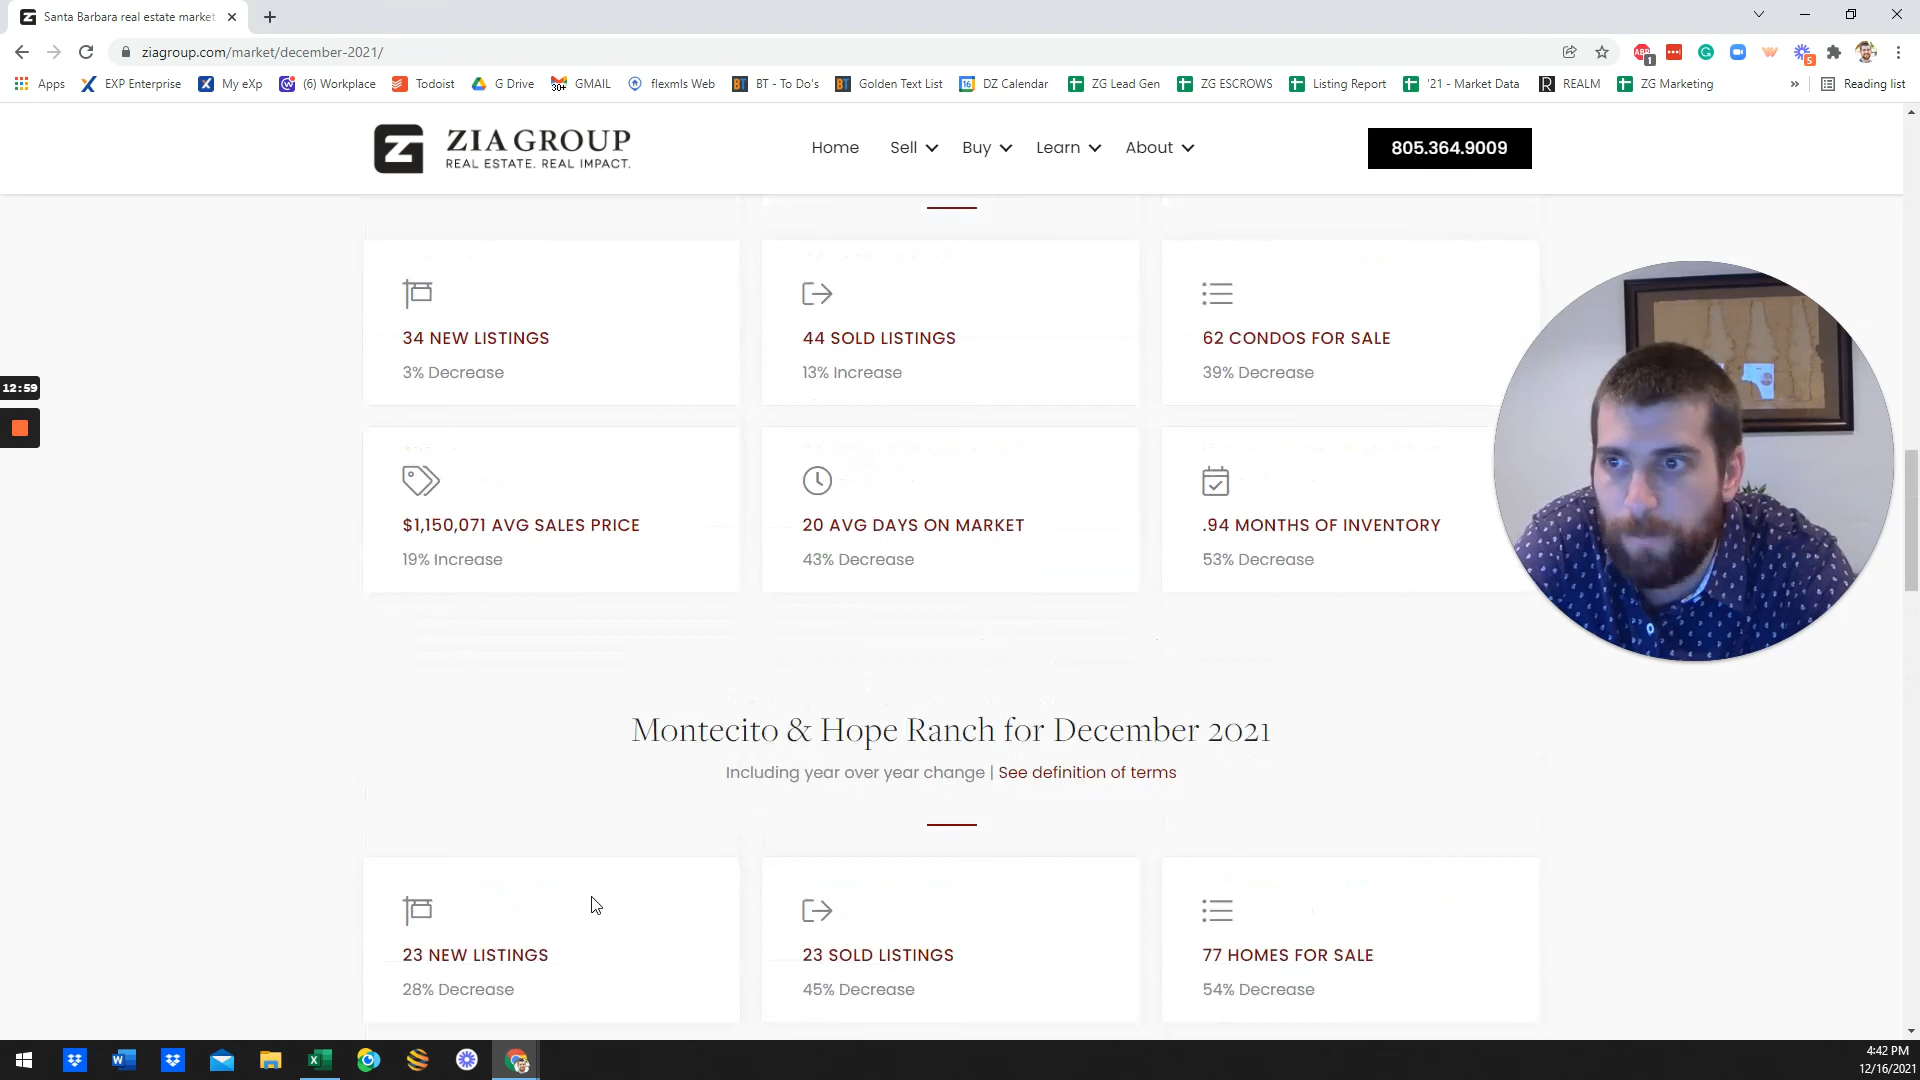 Santa Barbara real estate market
ziagroup.com/market/december-2021/
1
5
Apps
EXP Enterprise
My eXp
(6) Workplace
Todoist
G Drive
30+
GMAIL
flexmls Web
BT
BT - To Do's
BT
Golden Text List
16
DZ Calendar
ZG Lead Gen
ZG ESCROWS
Listing Report
'21 - Market Data
REALM
ZG Marketing
»
Reading list
ZIA GROUP
REAL ESTATE. REAL IMPACT.
Home
Sell
Buy
Learn
About
805.364.9009
34 NEW LISTINGS
3% Decrease
44 SOLD LISTINGS
13% Increase
62 CONDOS FOR SALE
39% Decrease
12:59
$1,150,071 AVG SALES PRICE
19% Increase
20 AVG DAYS ON MARKET
43% Decrease
.94 MONTHS OF INVENTORY
53% Decrease
Montecito & Hope Ranch for December 2021
Including year over year change | See definition of terms
23 NEW LISTINGS
28% Decrease
23 SOLD LISTINGS
45% Decrease
77 HOMES FOR SALE
54% Decrease
4:42 PM
12/16/2021